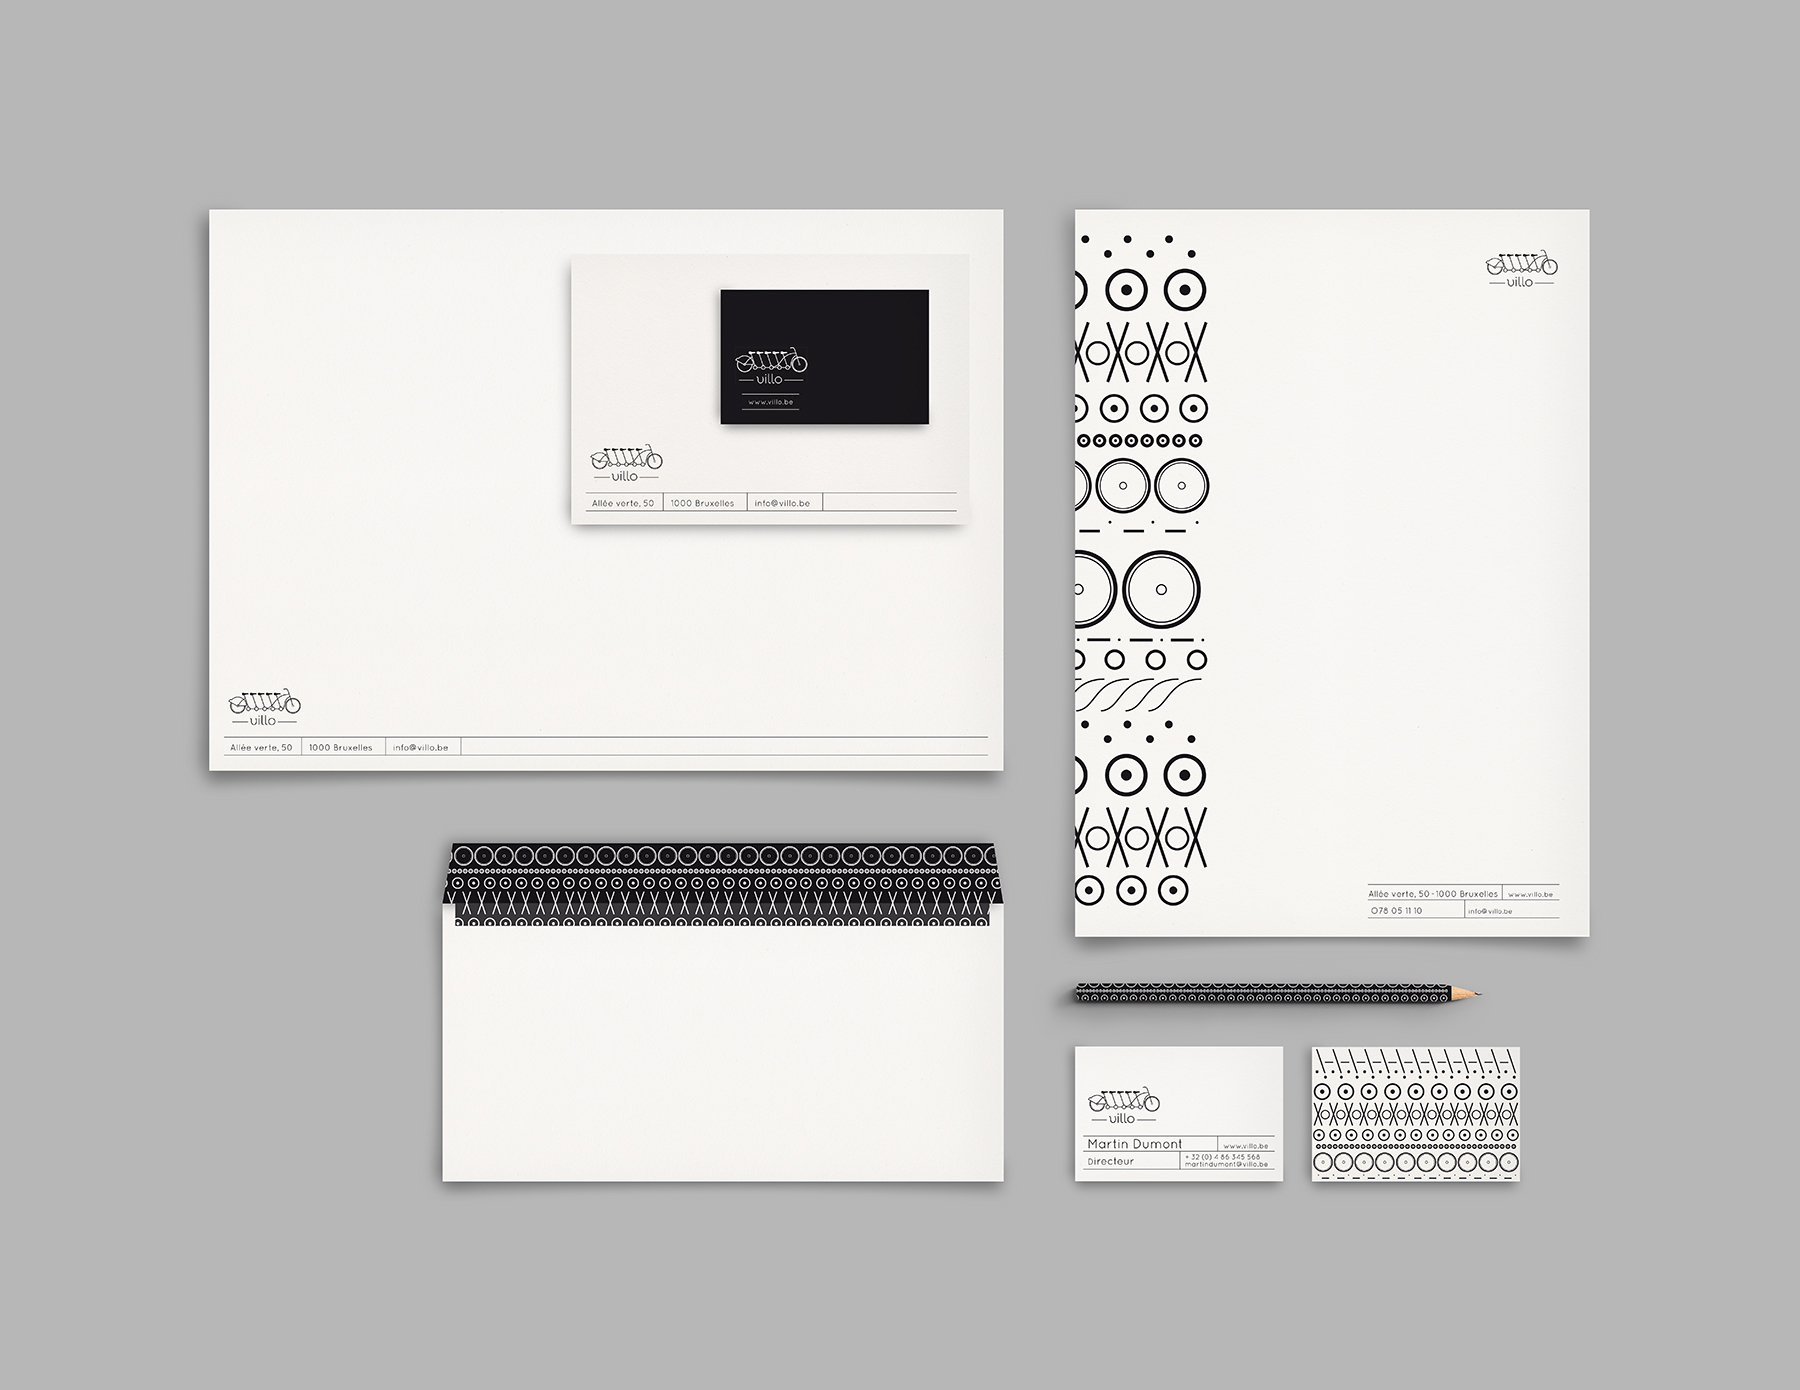 villo
www.villo.be
villo
Allée verte, 50 1000 Bruxelles info@villo.be
villo
Allée verte, 50 1000 Bruxelles info@villo.be
villo
Allée verte, 50 - 1000 Bruxelles www.villo.be
078 05 11 10 info@villo.be
villo
Martin Dumont www.villo.be
Directeur
+ 32 (0) 4 86 345 568
martindumont@villo.be